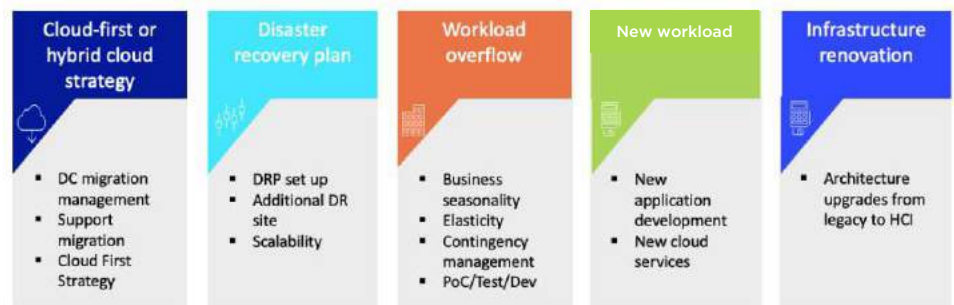 Cloud-first or
hybrid cloud
strategy
▪ DC migration
management
▪ Support
migration
▪ Cloud First
Strategy
Disaster
recovery plan
▪ DRP set up
▪ Additional DR
site
▪ Scalability
Workload
overflow
▪ Business
seasonality
▪ Elasticity
▪ Contingency
management
▪ PoC/Test/Dev
New workload
▪ New
application
development
▪ New cloud
services
Infrastructure
renovation
▪ Architecture
upgrades from
legacy to HCI